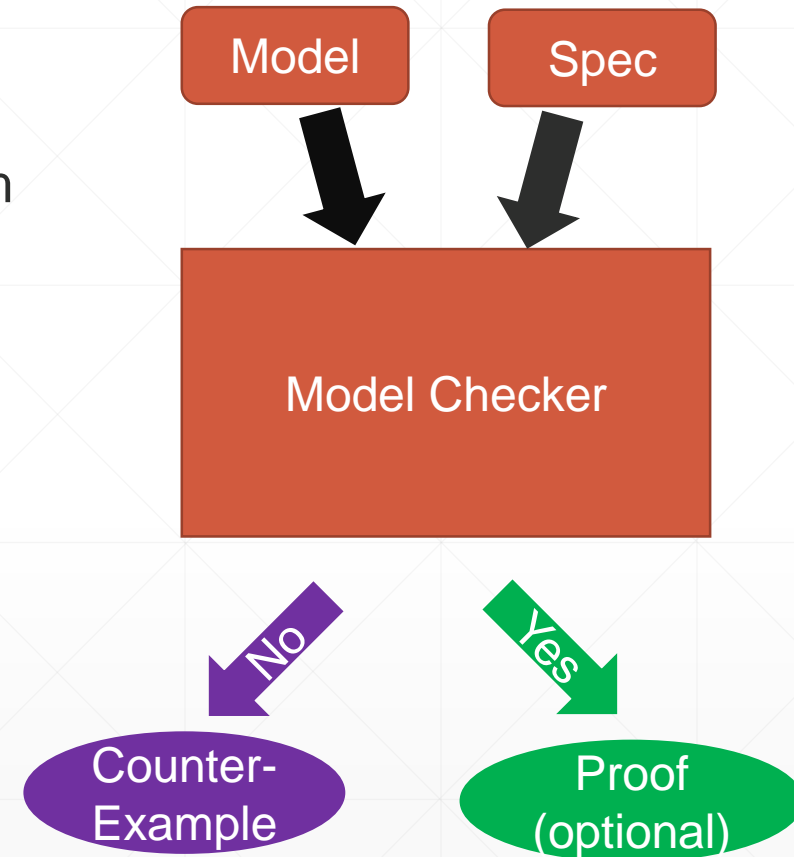 Model
Spec
n
Model Checker
No
Yes
Counter-
Example
Proof
(optional)